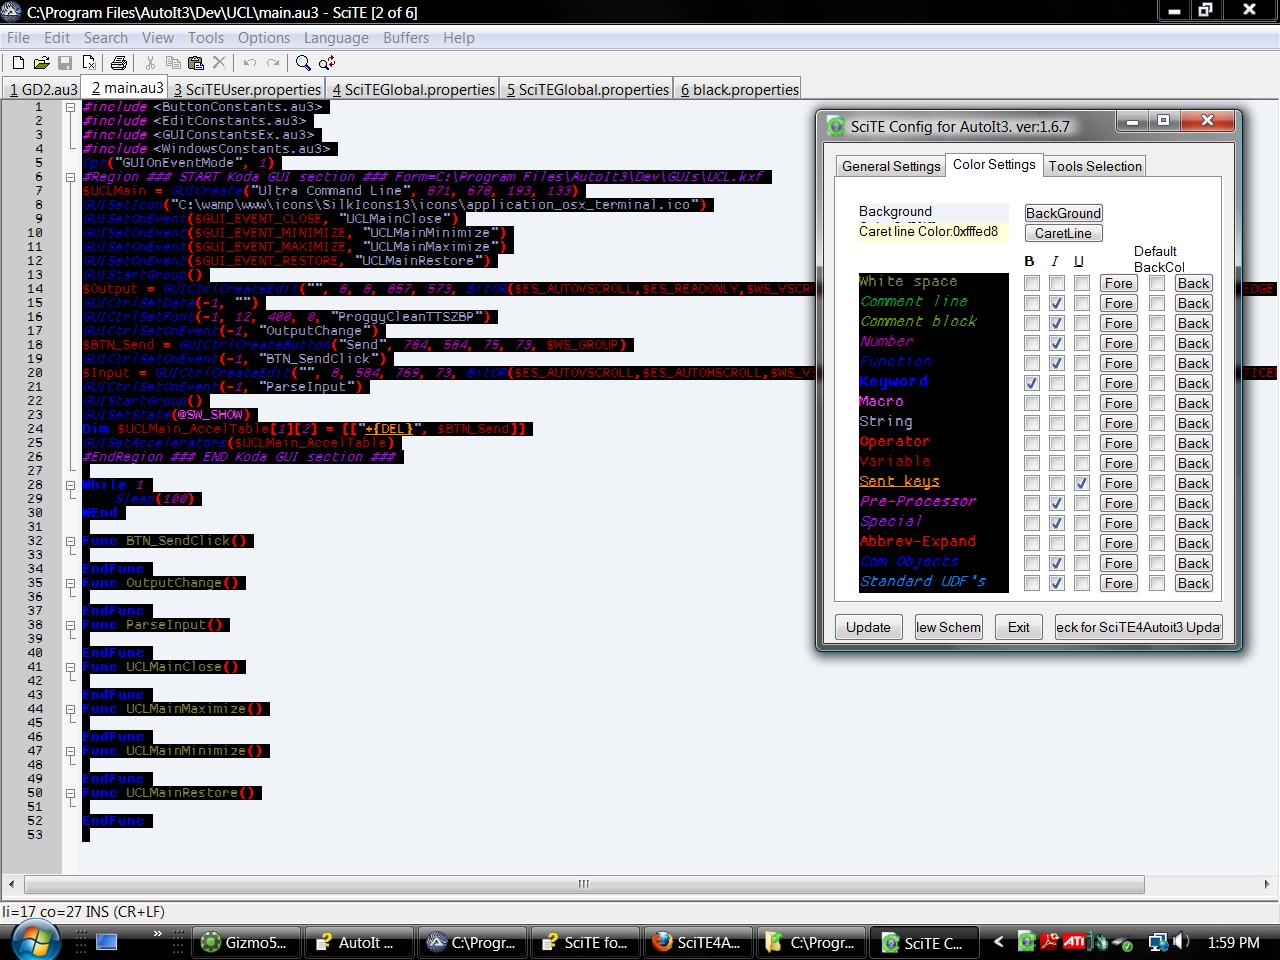 C:\Program Files\AutoIt3\Dev\UCL\main.au3 - SciTE [2 of 6]
File Edit Search View Tools Options Language Buffers Help
1 GD2.au3 2 main.au3 3 SciTEUser.properties 4 SciTEGlobal.properties 5 SciTEGlobal.properties 6 black.properties
1 #include <ButtonConstants.au3>
2 #include <EditConstants.au3>
3 #include <GUIConstantsEx.au3>
4 #include <WindowsConstants.au3>
5 Opt("GUIOnEventMode", 1)
6 #Region ### START Koda GUI section ### Form=C:\Program Files\AutoIt3\Dev\GUIs\UCL.kxf
7 $UCLMain = GUICreate("Ultra Command Line", 871, 678, 193, 133)
8 GUISetIcon("C:\wamp\www\icons\SilkIcons13\icons\application_osx_terminal.ico")
9 GUISetOnEvent($GUI_EVENT_CLOSE, "UCLMainClose")
10 GUISetOnEvent($GUI_EVENT_MINIMIZE, "UCLMainMinimize")
11 GUISetOnEvent($GUI_EVENT_MAXIMIZE, "UCLMainMaximize")
12 GUISetOnEvent($GUI_EVENT_RESTORE, "UCLMainRestore")
13 GUIStartGroup()
14 $Output = GUICtrlCreateEdit("", 8, 8, 857, 573, BitOR($ES_AUTOVSCROLL,$ES_READONLY,$WS_VSCR EDGE
15 GUICtrlSetData(-1, "")
16 GUICtrlSetFont(-1, 12, 400, 0, "ProggyCleanTTSZBP")
17 GUICtrlSetOnEvent(-1, "OutputChange")
18 $BTN_Send = GUICtrlCreateButton("Send", 784, 584, 75, 73, $WS_GROUP)
19 GUICtrlSetOnEvent(-1, "BTN_SendClick")
20 $Input = GUICtrlCreateEdit("", 8, 584, 769, 73, BitOR($ES_AUTOVSCROLL,$ES_AUTOHSCROLL,$WS_VS TICE
21 GUICtrlSetOnEvent(-1, "ParseInput")
22 GUIStartGroup()
23 GUISetState(@SW_SHOW)
24 Dim $UCLMain_AccelTable[1][2] = [["+{DEL}", $BTN_Send]]
25 GUISetAccelerators($UCLMain_AccelTable)
26 #EndRegion ### END Koda GUI section ###
27
28 While 1
29 Sleep(100)
30 WEnd
31
32 Func BTN_SendClick()
33
34 EndFunc
35 Func OutputChange()
36
37 EndFunc
38 Func ParseInput()
39
40 EndFunc
41 Func UCLMainClose()
42
43 EndFunc
44 Func UCLMainMaximize()
45
46 EndFunc
47 Func UCLMainMinimize()
48
49 EndFunc
50 Func UCLMainRestore()
51
52 EndFunc
53
li=17 co=27 INS (CR+LF)
SciTE Config for AutoIt3. ver:1.6.7
General Settings Color Settings Tools Selection
Background BackGround
Caret line Color:0xfffed8 CaretLine
Default
B I U BackCol
White space Fore Back
Comment line Fore Back
Comment block Fore Back
Number Fore Back
Function Fore Back
Keyword Fore Back
Macro Fore Back
String Fore Back
Operator Fore Back
Variable Fore Back
Sent keys Fore Back
Pre-Processor Fore Back
Special Fore Back
Abbrev-Expand Fore Back
Com Objects Fore Back
Standard UDF's Fore Back
Update lew Schem Exit eck for SciTE4Autoit3 Updat
Gizmo5... AutoIt ... C:\Progr... SciTE fo... SciTE4A... C:\Progr... SciTE C... < ATI 1:59 PM